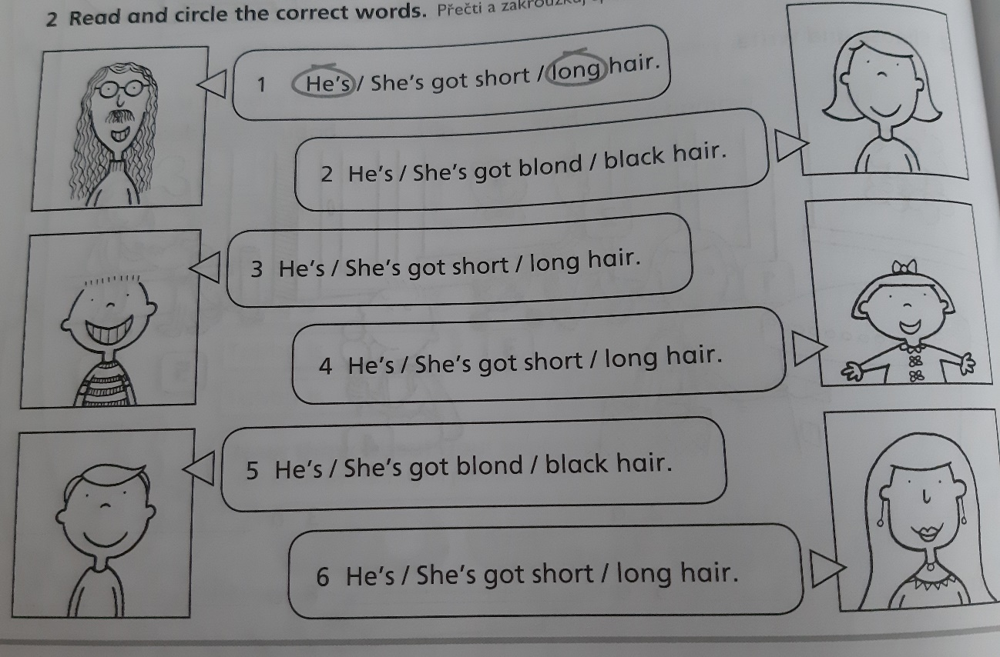 2 Read and circle the correct words. Přečti a zakroužkuj
1 He's / She's got short / long hair.
2 He's / She's got blond / black hair.
3 He's / She's got short / long hair.
4 He's / She's got short / long hair.
5 He's / She's got blond / black hair.
6 He's / She's got short / long hair.